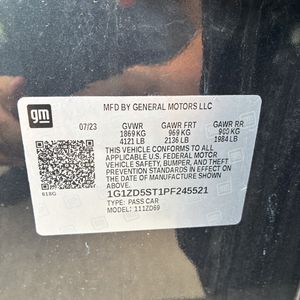 gm
MFD BY GENERAL MOTORS LLC
07/23 GVWR GAWR FRT GAWR RR
1869 KG 969 KG 900 KG
4121 LB 2136 LB 1984 LB
THIS VEHICLE CONFORMS TO ALL
APPLICABLE U.S. FEDERAL MOTOR
VEHICLE SAFETY, BUMPER, AND THEFT
PREVENTION STANDARDS IN EFFECT ON
THE DATE OF MANUFACTURE SHOWN ABOVE.
1G1ZD5ST1PF245521
TYPE: PASS CAR
MODEL: 111ZD69